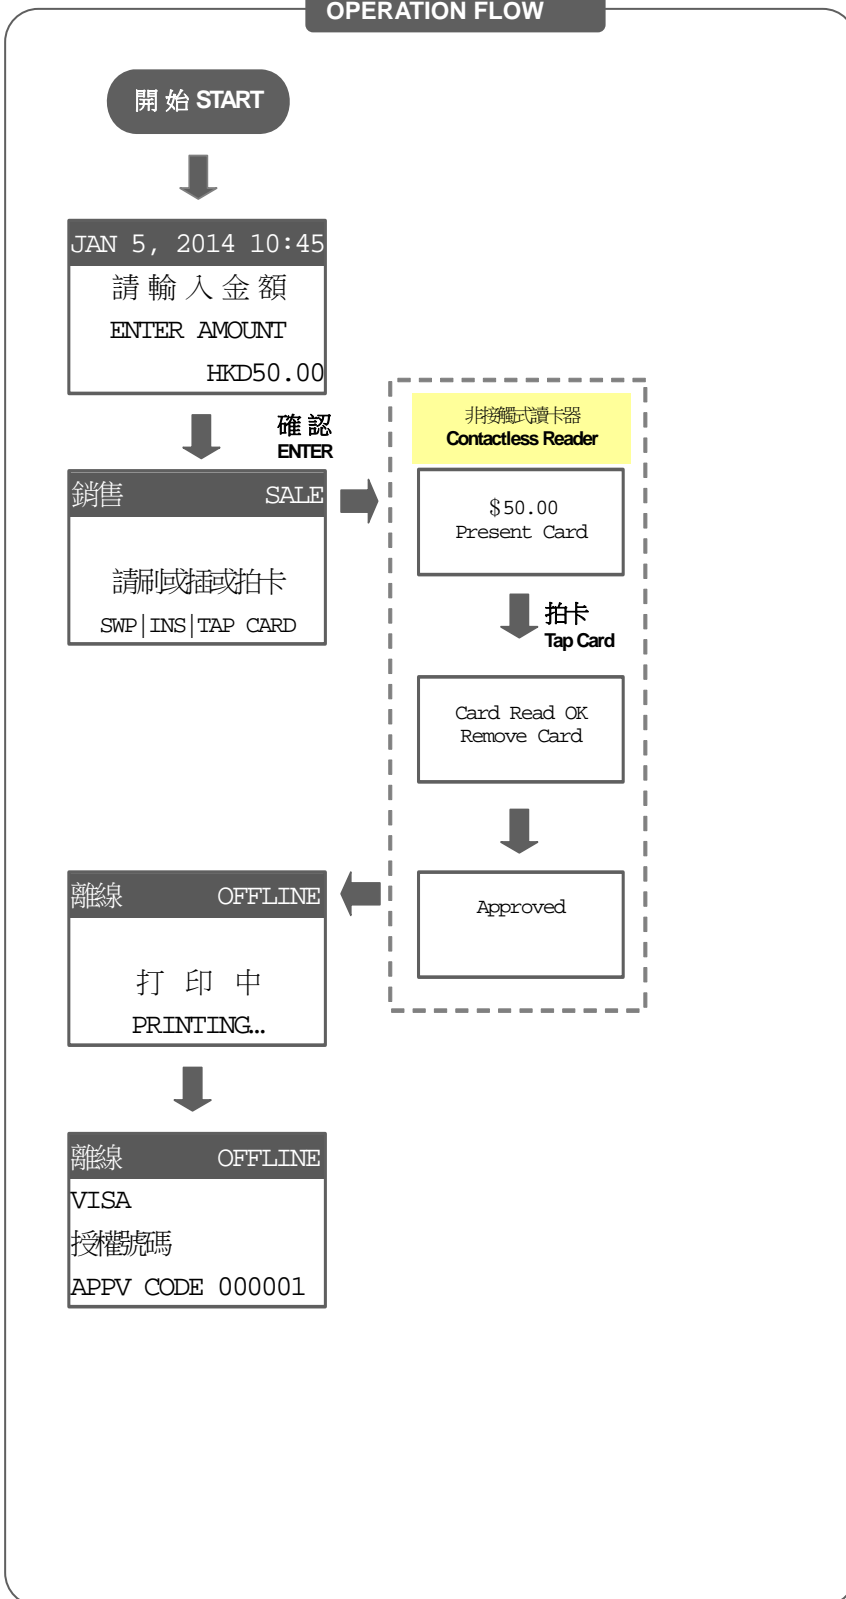 OPERATION FLOW
開始 START
JAN 5, 2014 10:45
請輸入金額
ENTER AMOUNT
HKD50.00
確認
ENTER
銷售 SALE
請刷或插或拍卡
SWP|INS|TAP CARD
非接觸式讀卡器
Contactless Reader
$50.00
Present Card
拍卡
Tap Card
Card Read OK
Remove Card
Approved
離線 OFFLINE
打印中
PRINTING…
離線 OFFLINE
VISA
授權號碼
APPV CODE 000001